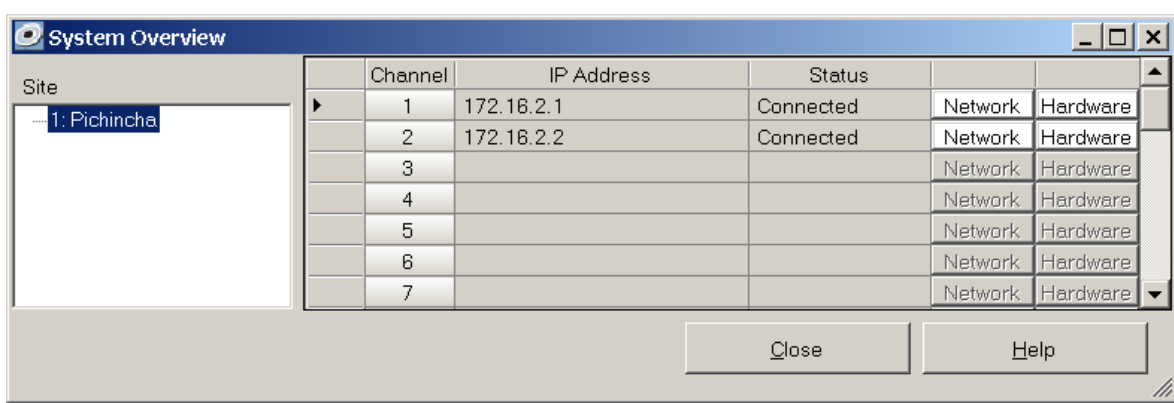 System Overview
Site
1: Pichincha
Channel IP Address Status
1 172.16.2.1 Connected Network Hardware
2 172.16.2.2 Connected Network Hardware
3 Network Hardware
4 Network Hardware
5 Network Hardware
6 Network Hardware
7 Network Hardware
Close Help